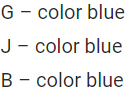 G – color blue
J – color blue
B – color blue